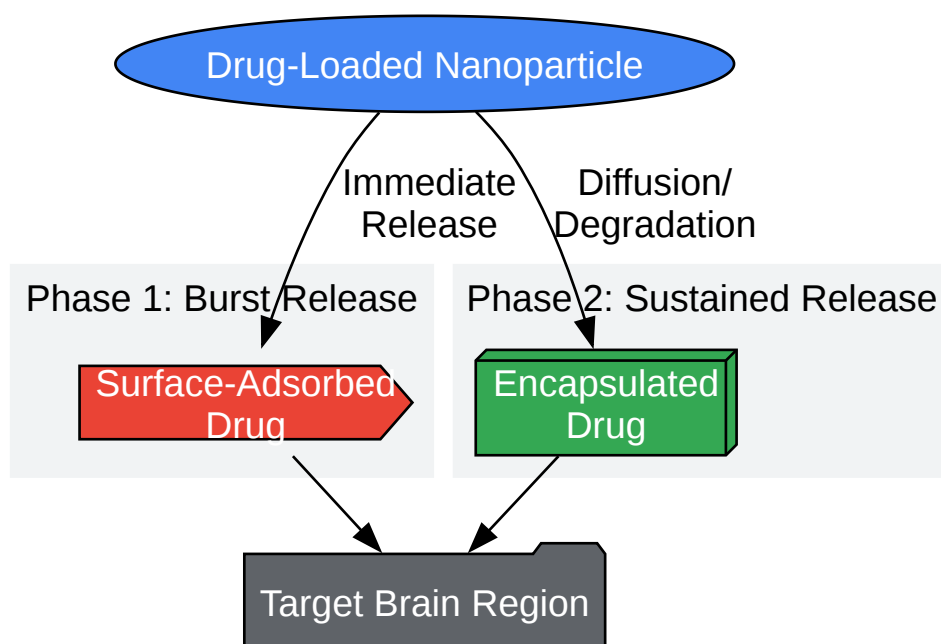 Drug-Loaded Nanoparticle
Immediate
Release
Diffusion/
Degradation
Phase 1: Burst Release
Phase 2: Sustained Release
Surface-Adsorbed
Drug
Encapsulated
Drug
Target Brain Region